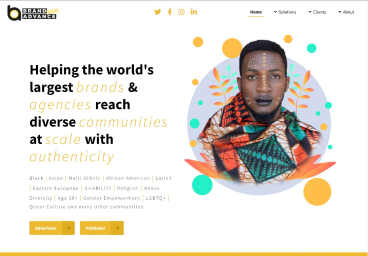 BRAND
ADVANCE
Home
Solutions
Clients
About
Helping the world's
largest brands &
agencies reach
diverse communities
at scale with
authenticity
Black | Asian | Multi Ethnic | African American | LatinX
| Eastern European | disABILITY | Religion | Neuro-
Diversity | Age 50+ | Gender Empowerment | LGBTQ+ |
Queer Culture and many other communities
Advertiser
Publisher